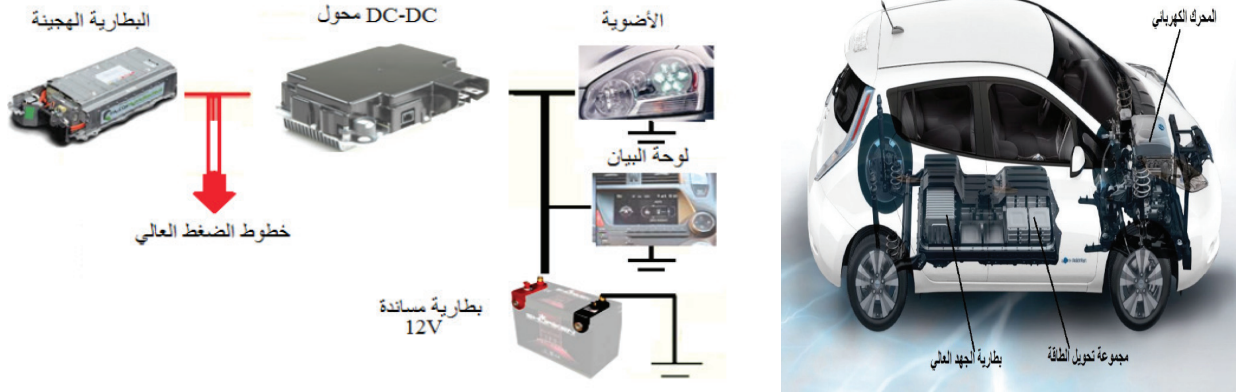 البطارية الهجينة
محول DC-DC
الأضوية
لوحة البيان
خطوط الضغط العالي
بطارية مساندة
12V
المحرك الكهربائي
بطارية الجهد العالي
مجموعة تحويل الطاقة